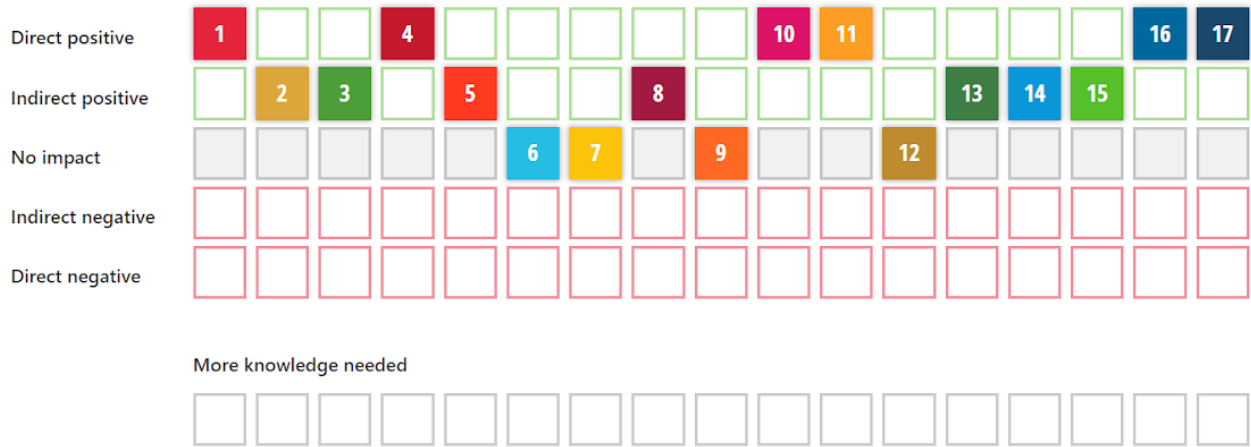 Direct positive 1 4 10 11 16 17
Indirect positive 2 3 5 8 13 14 15
No impact 6 7 9 12
Indirect negative
Direct negative
More knowledge needed